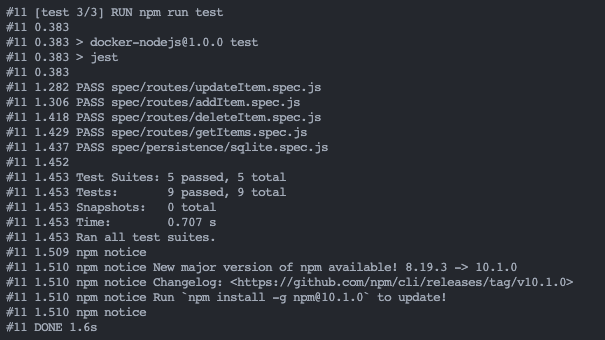 #11 [test 3/3] RUN npm run test
#11 0.383
#11 0.383 > docker-nodejs@1.0.0 test
#11 0.383 > jest
#11 0.383
#11 1.282 PASS spec/routes/updateItem.spec.js
#11 1.306 PASS spec/routes/addItem.spec.js
#11 1.418 PASS spec/routes/deleteItem.spec.js
#11 1.429 PASS spec/routes/getItems.spec.js
#11 1.437 PASS spec/persistence/sqlite.spec.js
#11 1.452
#11 1.453 Test Suites: 5 passed, 5 total
#11 1.453 Tests:       9 passed, 9 total
#11 1.453 Snapshots:   0 total
#11 1.453 Time:        0.707 s
#11 1.453 Ran all test suites.
#11 1.509 npm notice
#11 1.510 npm notice New major version of npm available! 8.19.3 -> 10.1.0
#11 1.510 npm notice Changelog: <https://github.com/npm/cli/releases/tag/v10.1.0>
#11 1.510 npm notice Run `npm install -g npm@10.1.0` to update!
#11 1.510 npm notice
#11 DONE 1.6s